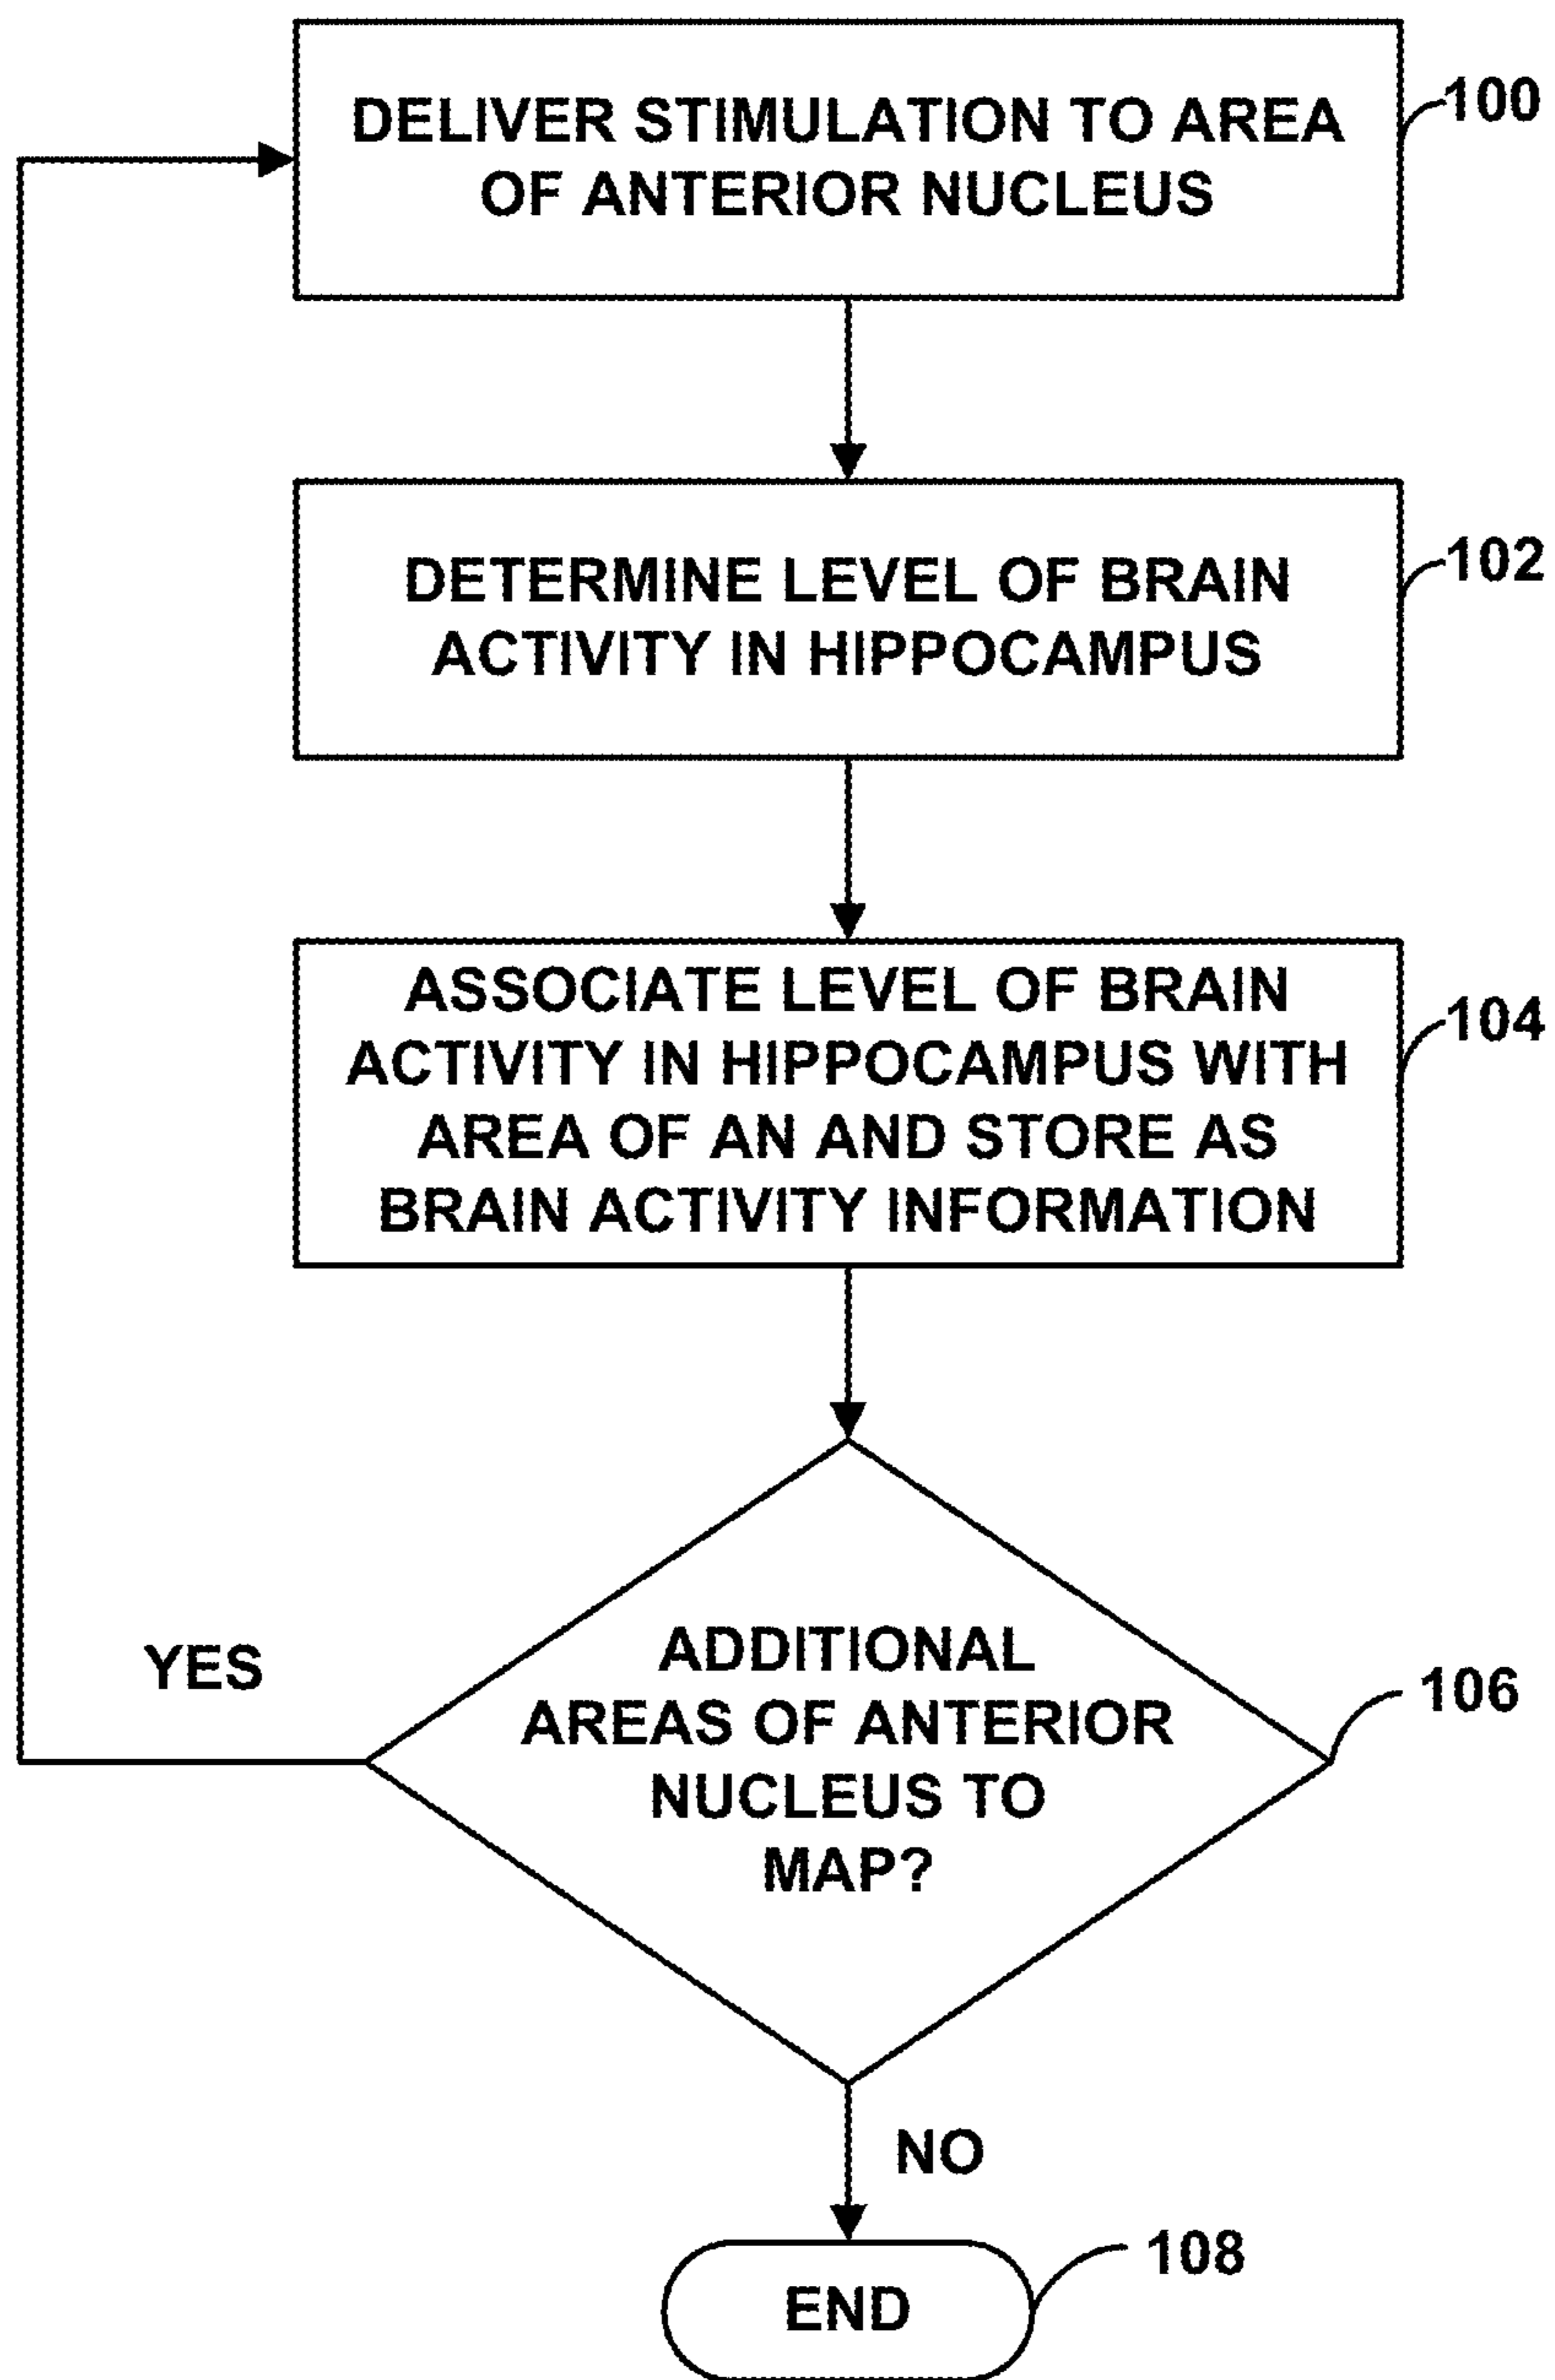 DELIVER STIMULATION TO AREA
OF ANTERIOR NUCLEUS
100
DETERMINE LEVEL OF BRAIN
ACTIVITY IN HIPPOCAMPUS
102
ASSOCIATE LEVEL OF BRAIN
ACTIVITY IN HIPPOCAMPUS WITH
AREA OF AN AND STORE AS
BRAIN ACTIVITY INFORMATION
104
YES
ADDITIONAL
AREAS OF ANTERIOR
NUCLEUS TO
MAP?
106
NO
END
108